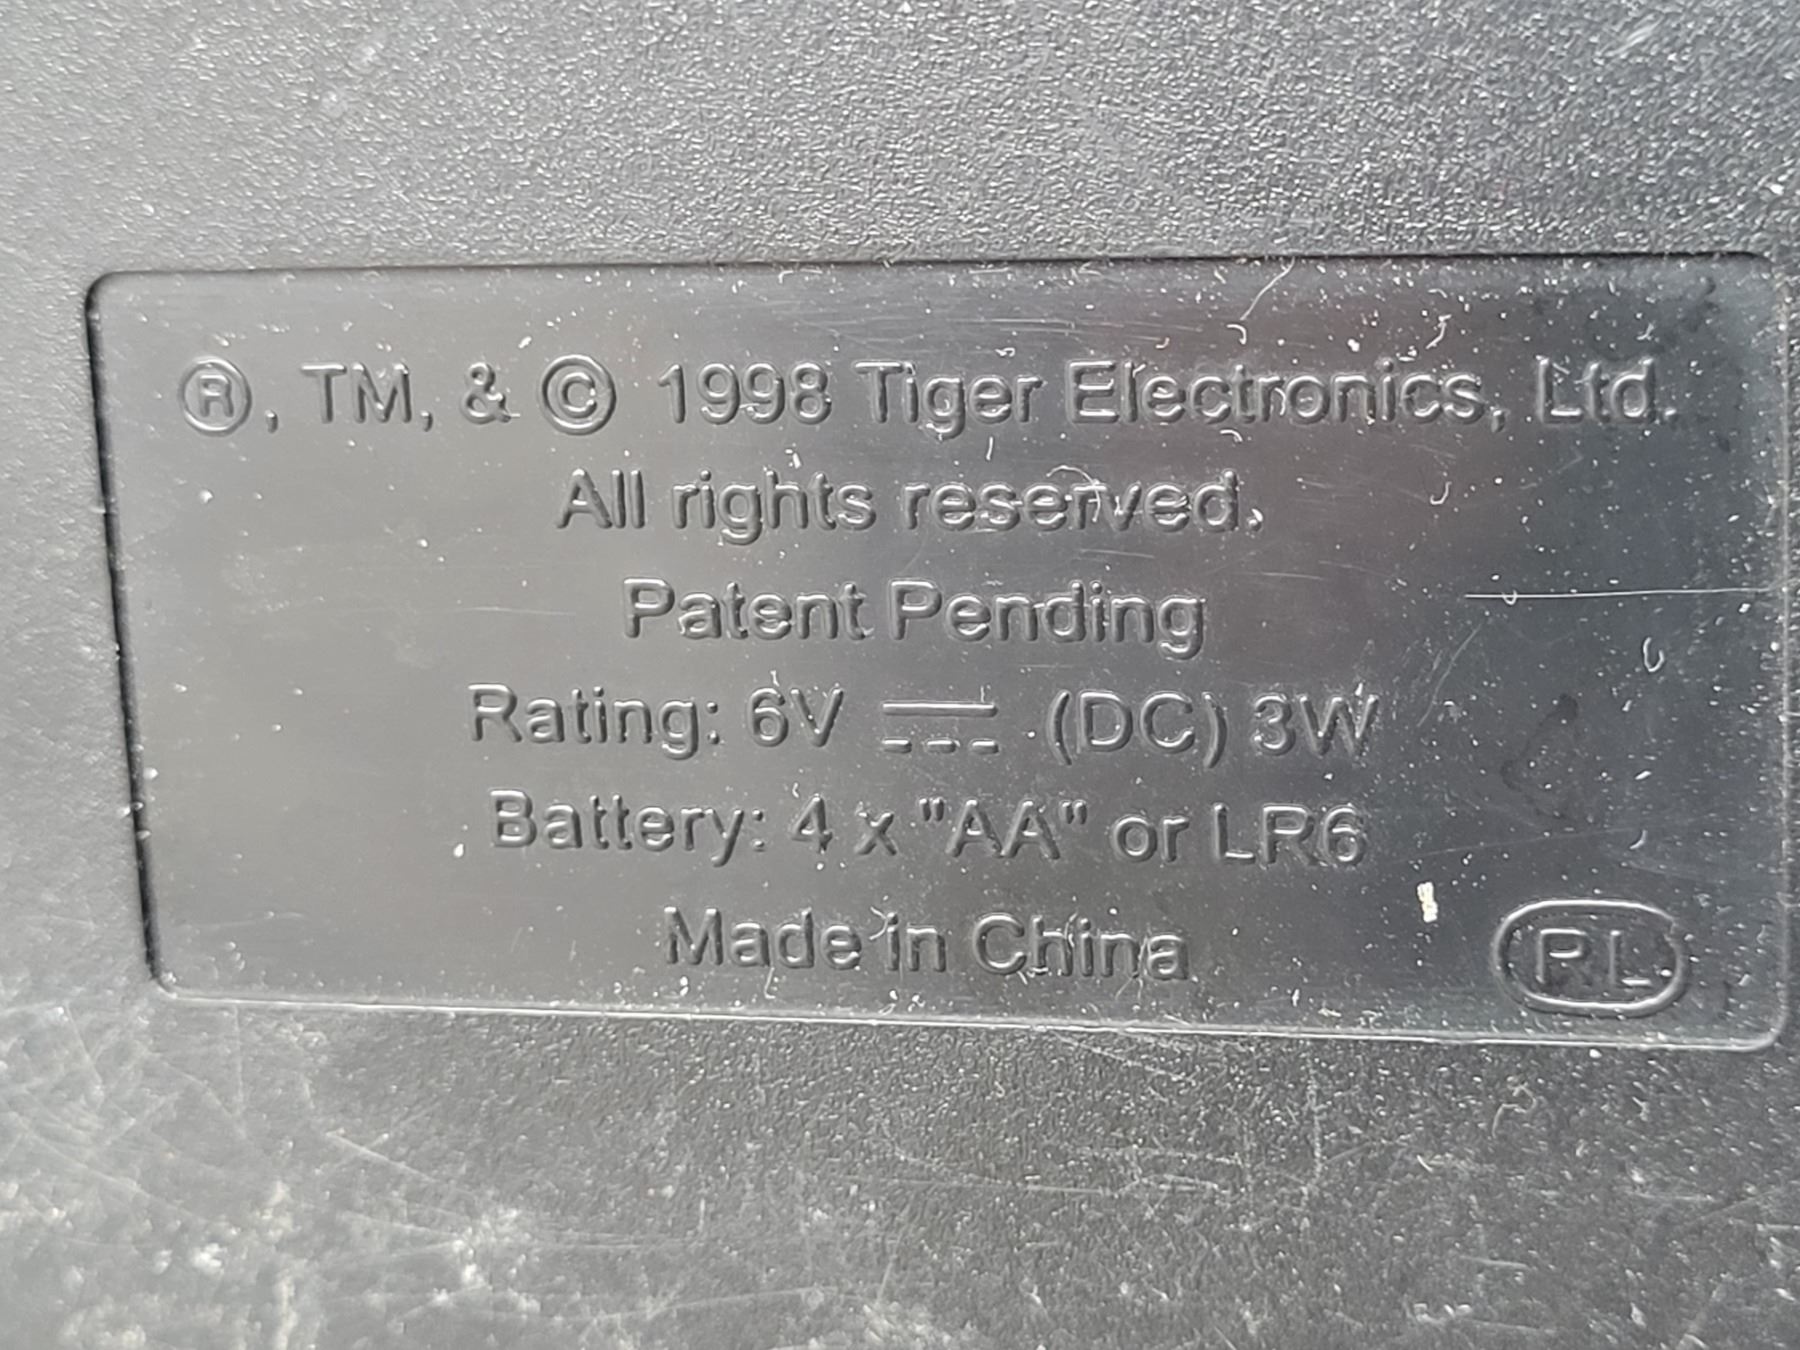 ®, TM, & © 1998 Tiger Electronics, Ltd.
All rights reserved.
Patent Pending
Rating: 6V ⎓ (DC) 3W
Battery: 4 x "AA" or LR6
Made in China
RL